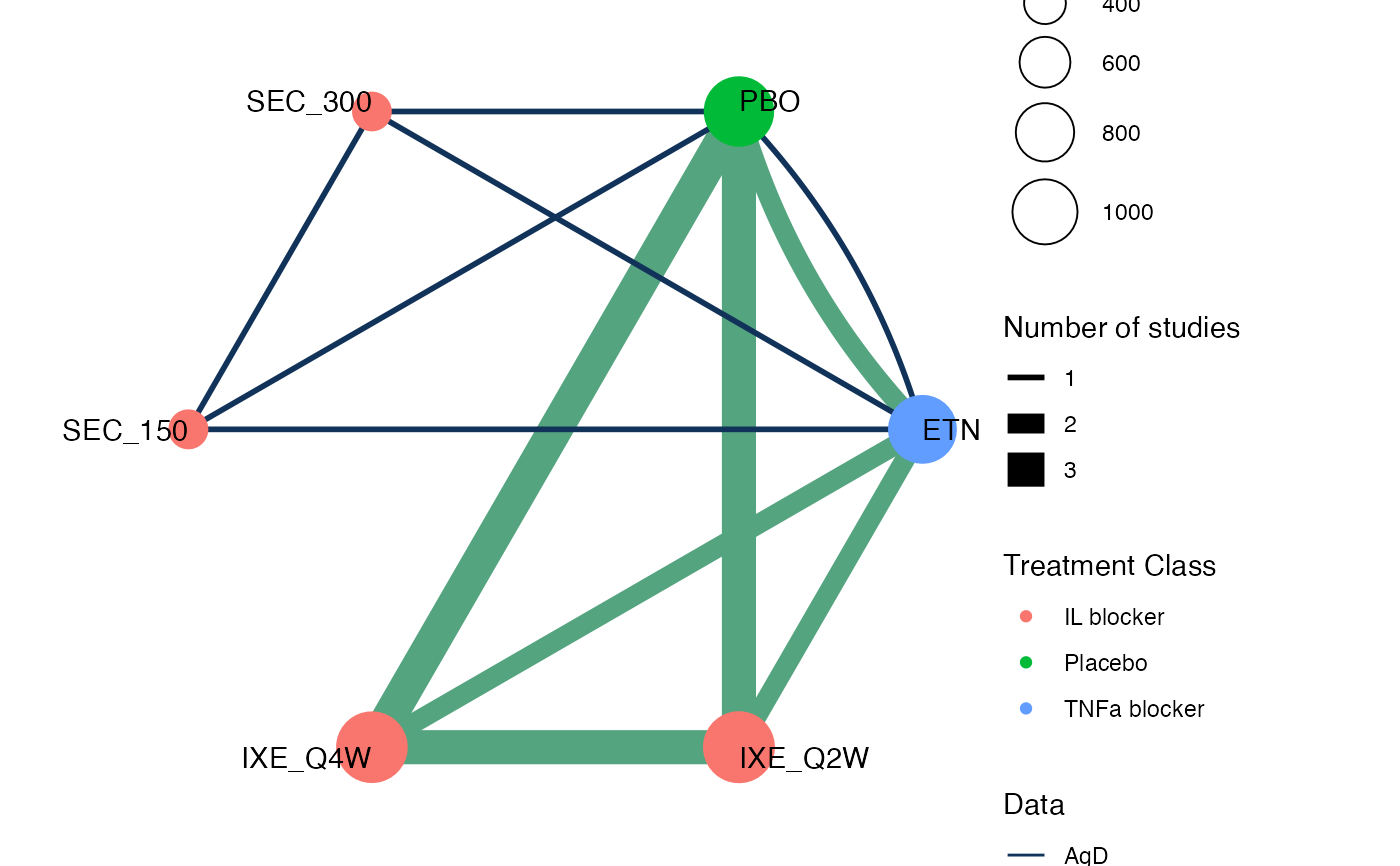 SEC_300
PBO
SEC_150
ETN
IXE_Q4W
IXE_Q2W
400
600
800
1000
Number of studies
1
2
3
Treatment Class
IL blocker
Placebo
TNFa blocker
Data
AgD